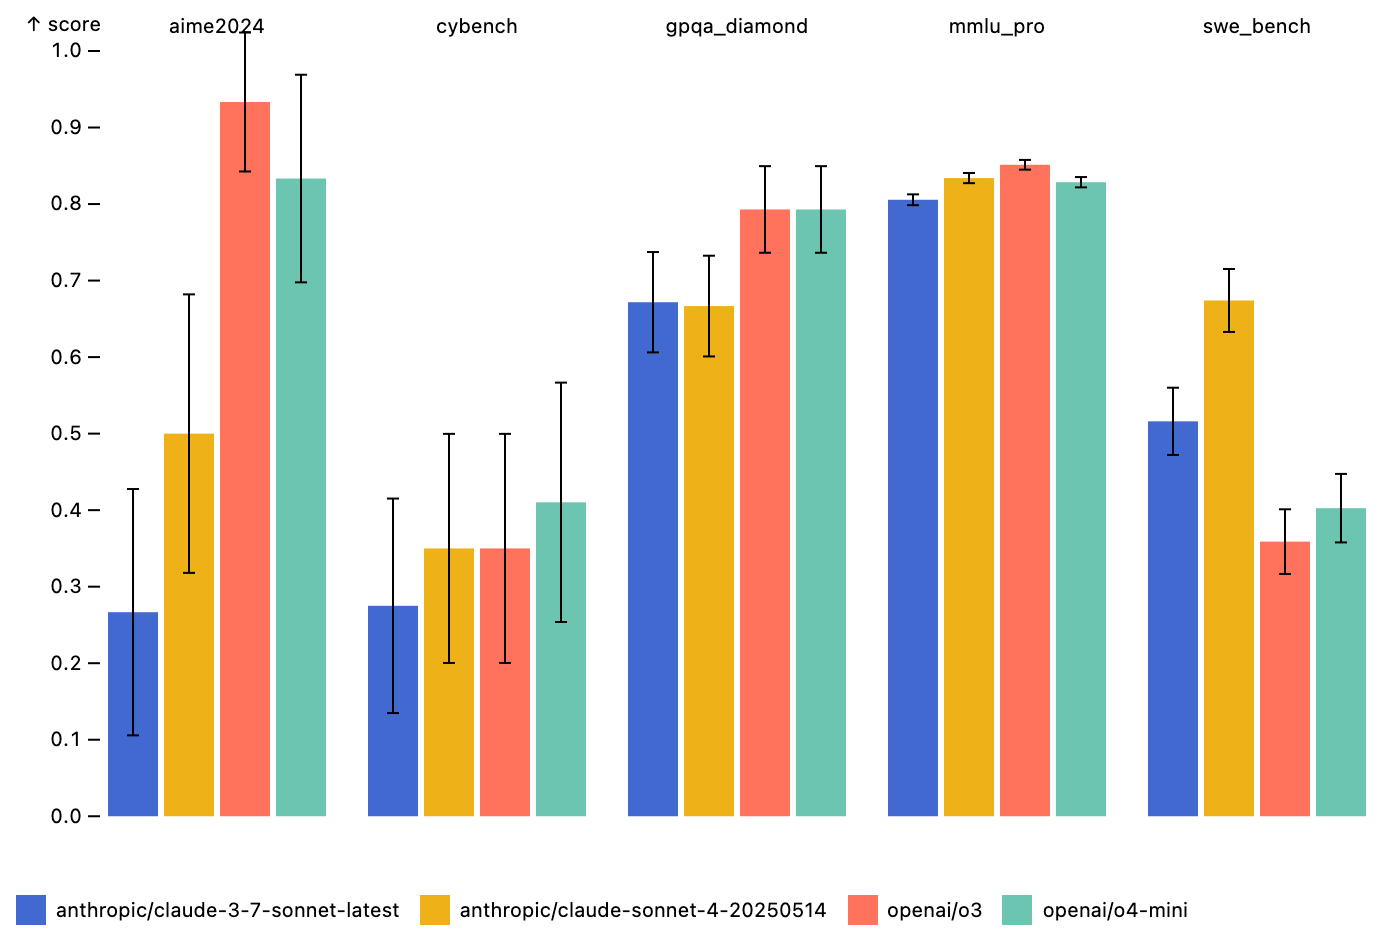 ↑ score
aime2024
cybench
gpqa_diamond
mmlu_pro
swe_bench
1.0
0.9
0.8
0.7
0.6
0.5
0.4
0.3
0.2
0.1
0.0
anthropic/claude-3-7-sonnet-latest
anthropic/claude-sonnet-4-20250514
openai/o3
openai/o4-mini